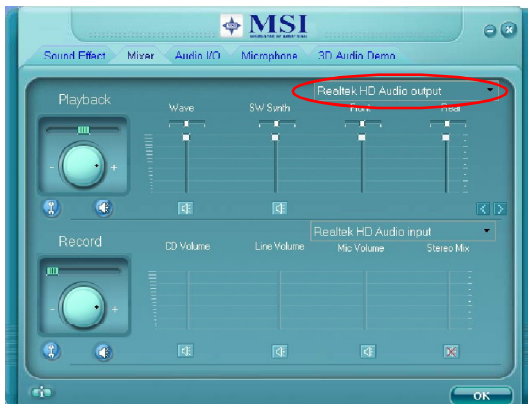 MSI
Sound Effect Mixer Audio I/O Microphone 3D Audio Demo
Realtek HD Audio output
Playback
Wave SW Synth Front Rear
- +
Realtek HD Audio input
Record
CD Volume Line Volume Mic Volume Stereo Mix
- +
OK